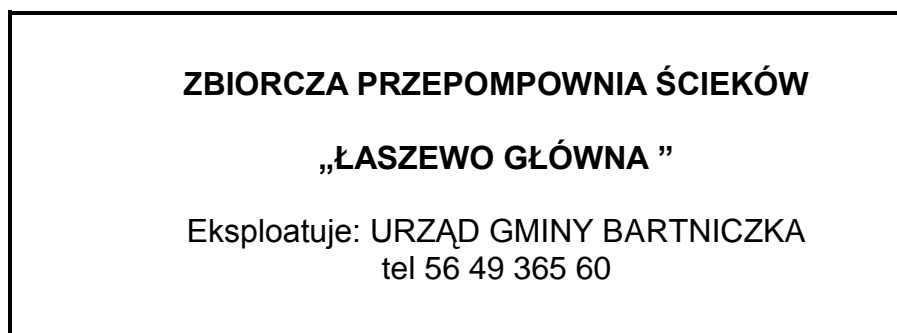 ZBIORCZA PRZEPOMPOWNIA ŚCIEKÓW
„ŁASZEWO GŁÓWNA ”
Eksploatuje: URZĄD GMINY BARTNICZKA
tel 56 49 365 60